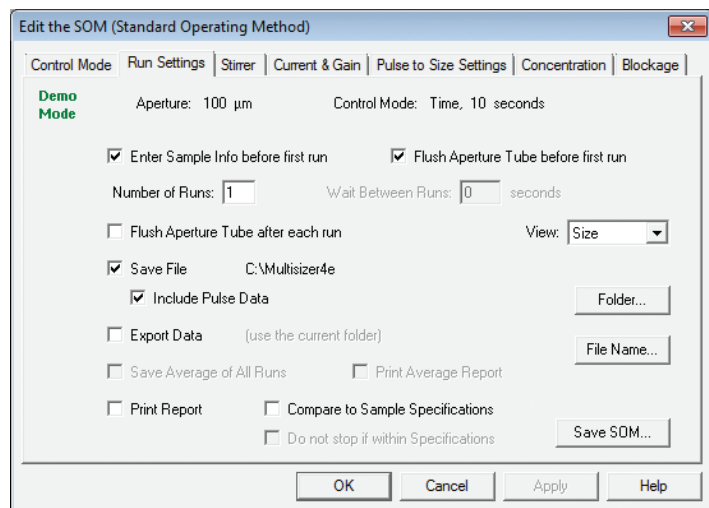 Edit the SOM (Standard Operating Method)
Control Mode Run Settings Stirrer Current & Gain Pulse to Size Settings Concentration Blockage
Demo Mode
Aperture: 100 µm Control Mode: Time, 10 seconds
Enter Sample Info before first run Flush Aperture Tube before first run
Number of Runs: 1 Wait Between Runs: 0 seconds
Flush Aperture Tube after each run View: Size
Save File C:\Multisizer4e
Include Pulse Data Folder...
Export Data (use the current folder)
File Name...
Save Average of All Runs Print Average Report
Print Report Compare to Sample Specifications
Do not stop if within Specifications Save SOM...
OK Cancel Apply Help